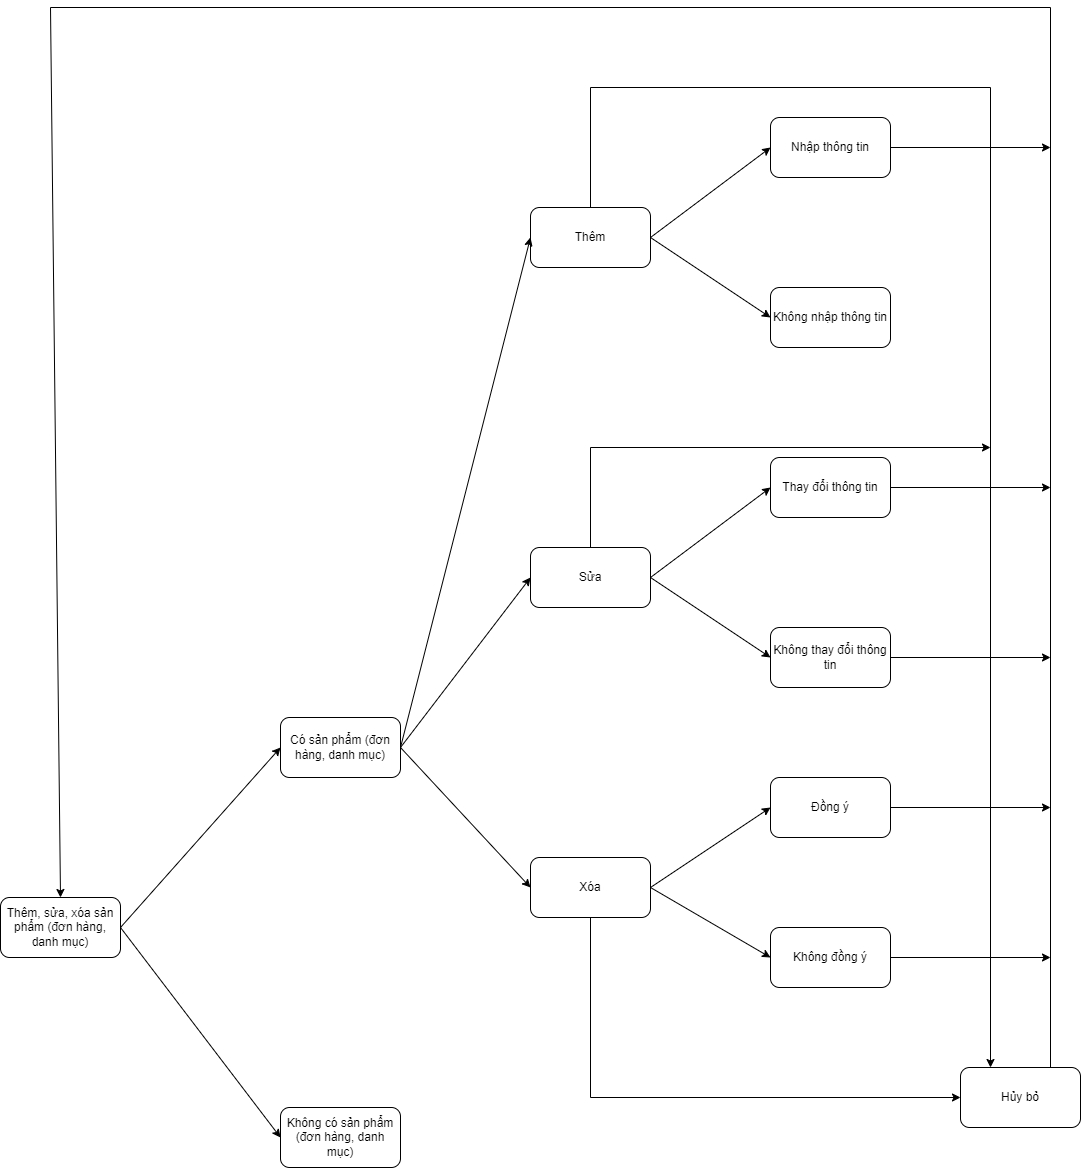 Nhập thông tin
Thêm
Không nhập thông tin
Thay đổi thông tin
Sửa
Không thay đổi thông
tin
Có sản phẩm (đơn
hàng, danh mục)
Đồng ý
Xóa
Thêm, sửa, xóa sản
phẩm (đơn hàng,
danh mục)
Không đồng ý
Hủy bỏ
Không có sản phẩm
(đơn hàng, danh
mục)